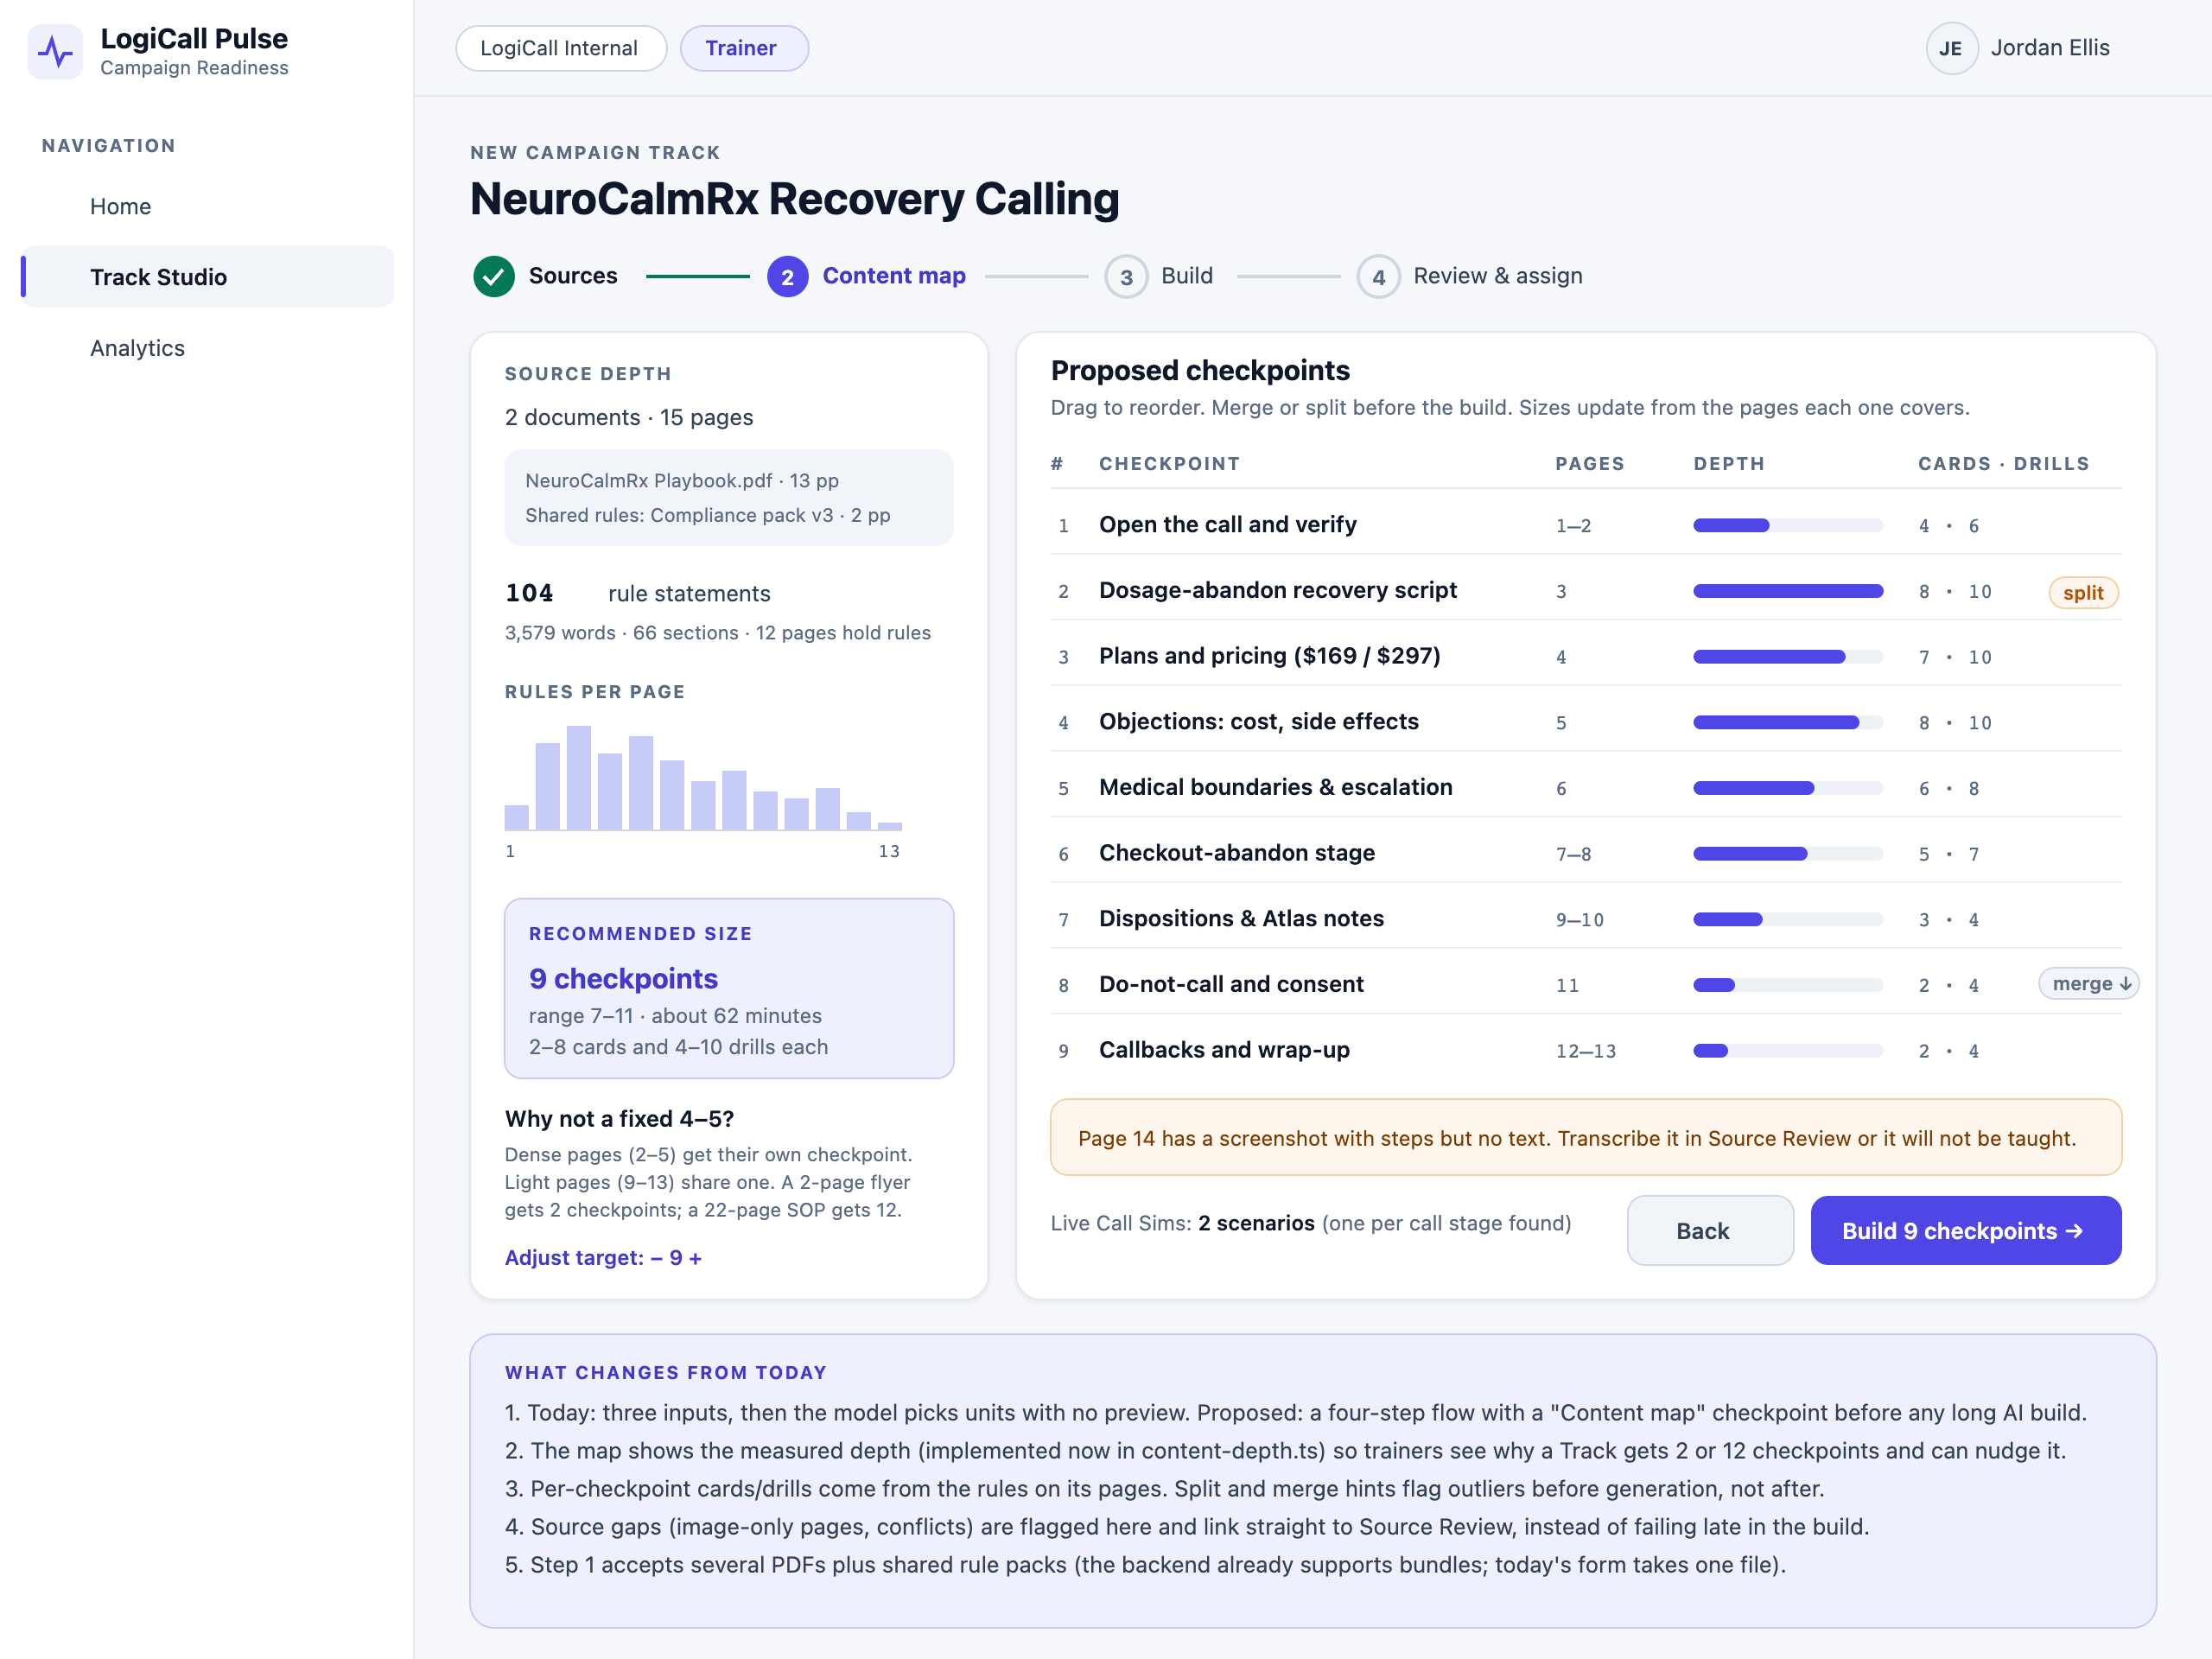 LogiCall Pulse
Campaign Readiness
NAVIGATION
Home
Track Studio
Analytics
LogiCall Internal
Trainer
JE
Jordan Ellis
NEW CAMPAIGN TRACK
NeuroCalmRx Recovery Calling
Sources
2
Content map
3
Build
4
Review & assign
SOURCE DEPTH
2 documents · 15 pages
NeuroCalmRx Playbook.pdf · 13 pp
Shared rules: Compliance pack v3 · 2 pp
104 rule statements
3,579 words · 66 sections · 12 pages hold rules
RULES PER PAGE
1 13
RECOMMENDED SIZE
9 checkpoints
range 7–11 · about 62 minutes
2–8 cards and 4–10 drills each
Why not a fixed 4–5?
Dense pages (2–5) get their own checkpoint.
Light pages (9–13) share one. A 2-page flyer
gets 2 checkpoints; a 22-page SOP gets 12.
Adjust target: – 9 +
Proposed checkpoints
Drag to reorder. Merge or split before the build. Sizes update from the pages each one covers.
# CHECKPOINT PAGES DEPTH CARDS · DRILLS
1 Open the call and verify 1–2 4 · 6
2 Dosage-abandon recovery script 3 8 · 10 split
3 Plans and pricing ($169 / $297) 4 7 · 10
4 Objections: cost, side effects 5 8 · 10
5 Medical boundaries & escalation 6 6 · 8
6 Checkout-abandon stage 7–8 5 · 7
7 Dispositions & Atlas notes 9–10 3 · 4
8 Do-not-call and consent 11 2 · 4 merge ↓
9 Callbacks and wrap-up 12–13 2 · 4
Page 14 has a screenshot with steps but no text. Transcribe it in Source Review or it will not be taught.
Live Call Sims: 2 scenarios (one per call stage found)
Back
Build 9 checkpoints →
WHAT CHANGES FROM TODAY
1. Today: three inputs, then the model picks units with no preview. Proposed: a four-step flow with a "Content map" checkpoint before any long AI build.
2. The map shows the measured depth (implemented now in content-depth.ts) so trainers see why a Track gets 2 or 12 checkpoints and can nudge it.
3. Per-checkpoint cards/drills come from the rules on its pages. Split and merge hints flag outliers before generation, not after.
4. Source gaps (image-only pages, conflicts) are flagged here and link straight to Source Review, instead of failing late in the build.
5. Step 1 accepts several PDFs plus shared rule packs (the backend already supports bundles; today's form takes one file).